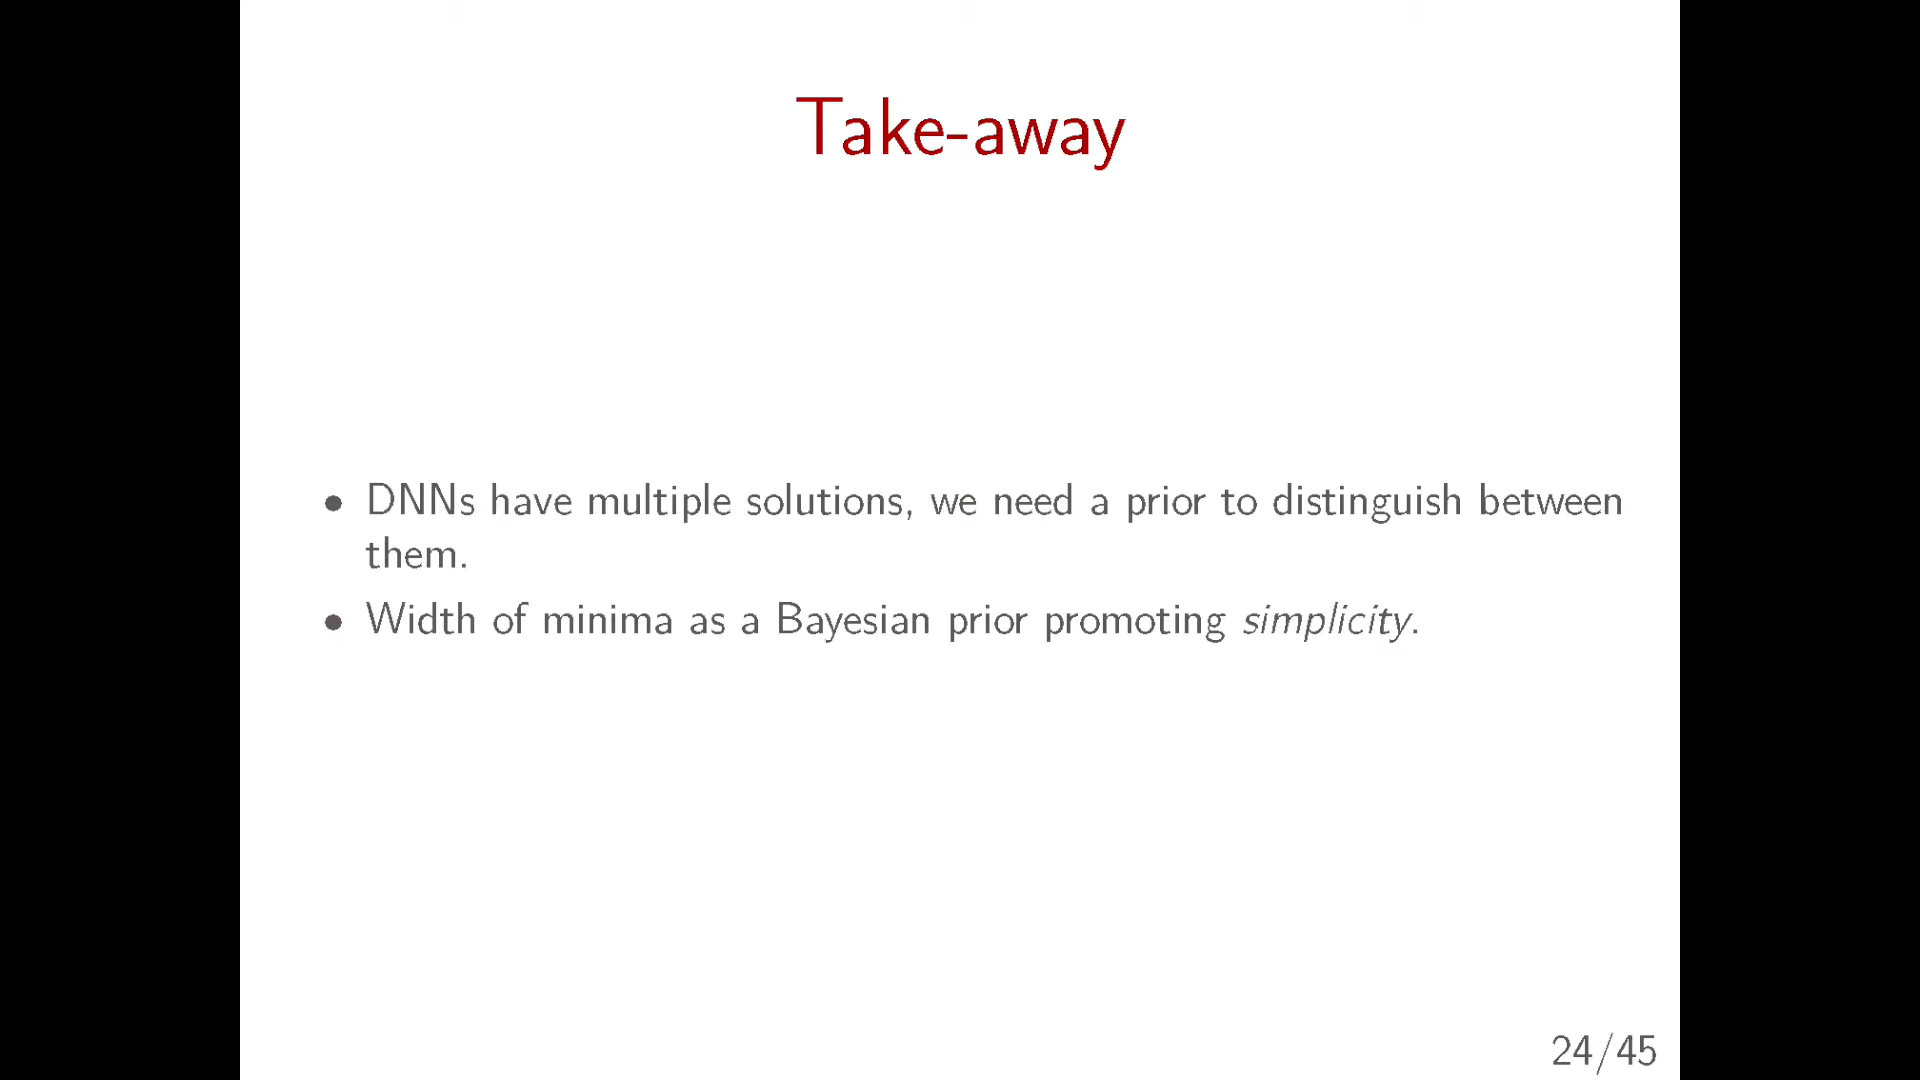 Take-away
• DNNs have multiple solutions, we need a prior to distinguish between
them.
• Width of minima as a Bayesian prior promoting simplicity.
24/45